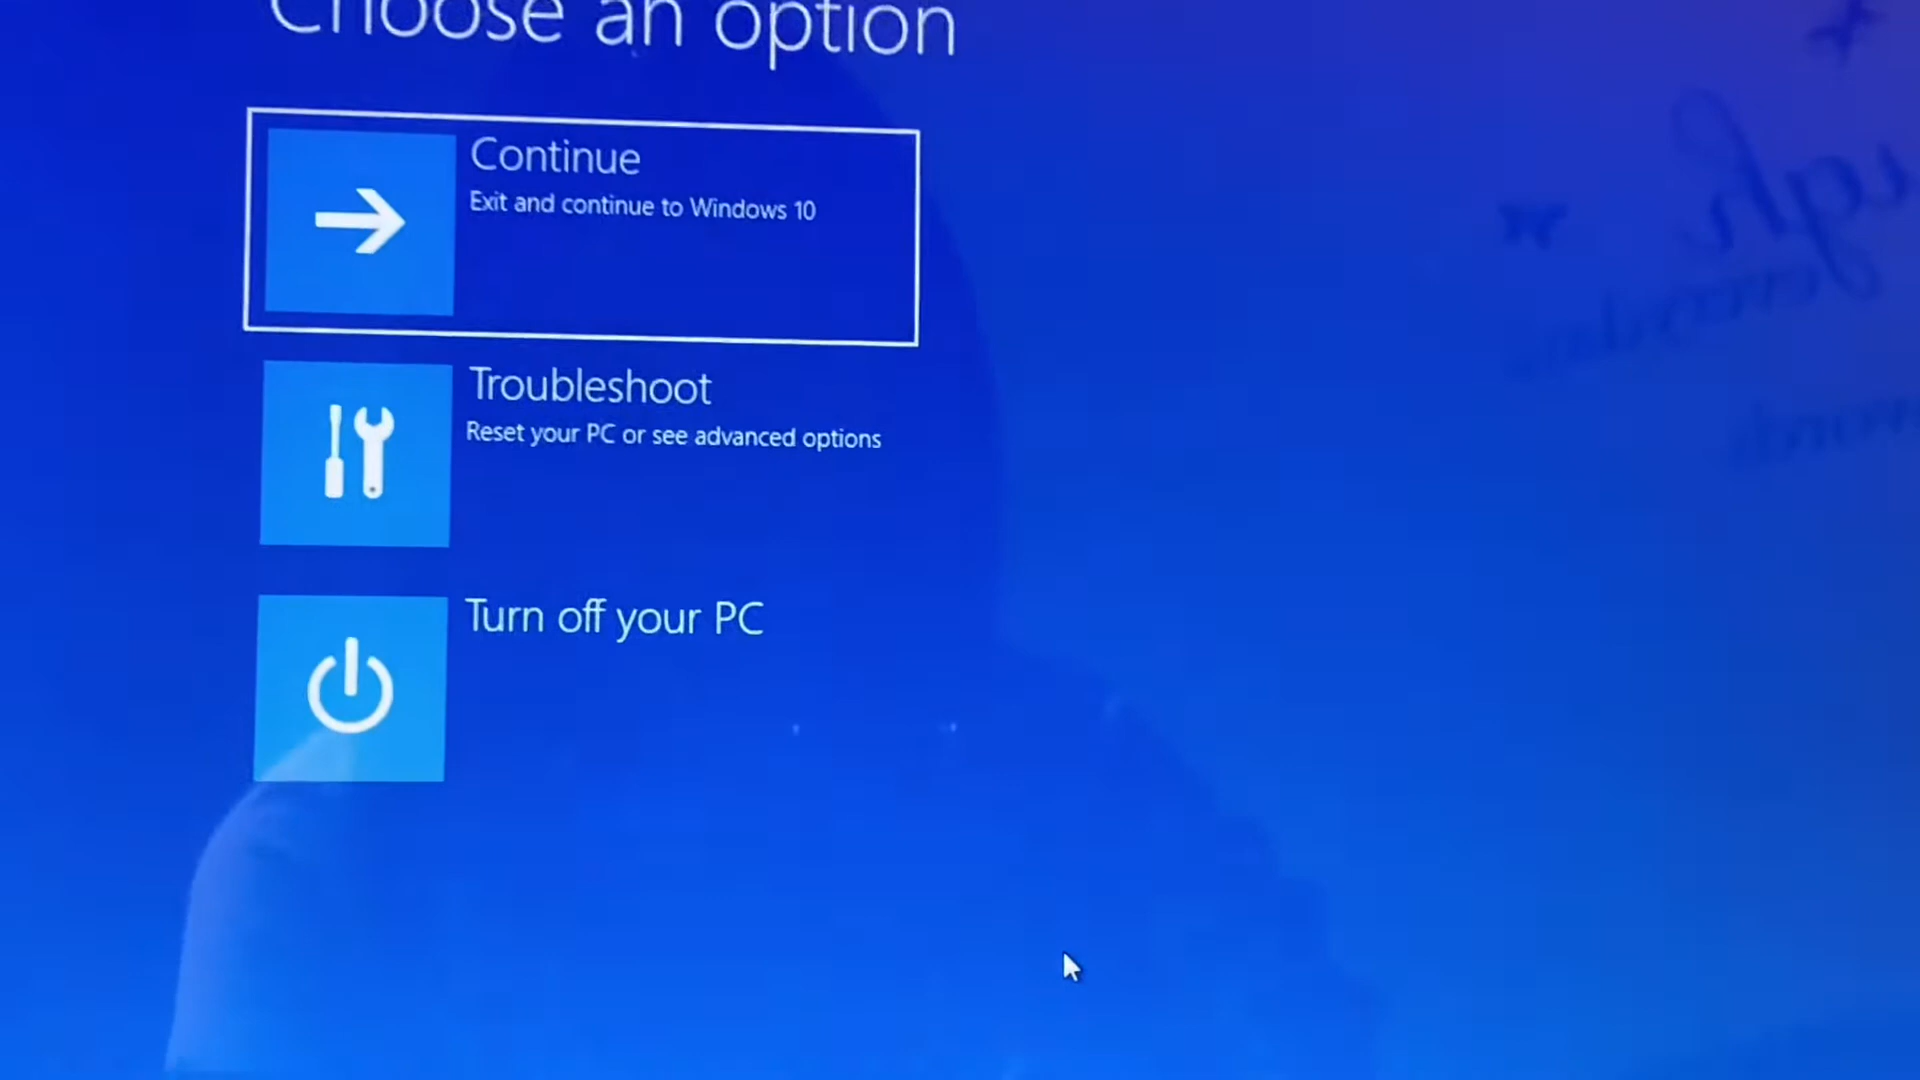 Choose an option
Continue
Exit and continue to Windows 10
Troubleshoot
Reset your PC or see advanced options
Turn off your PC